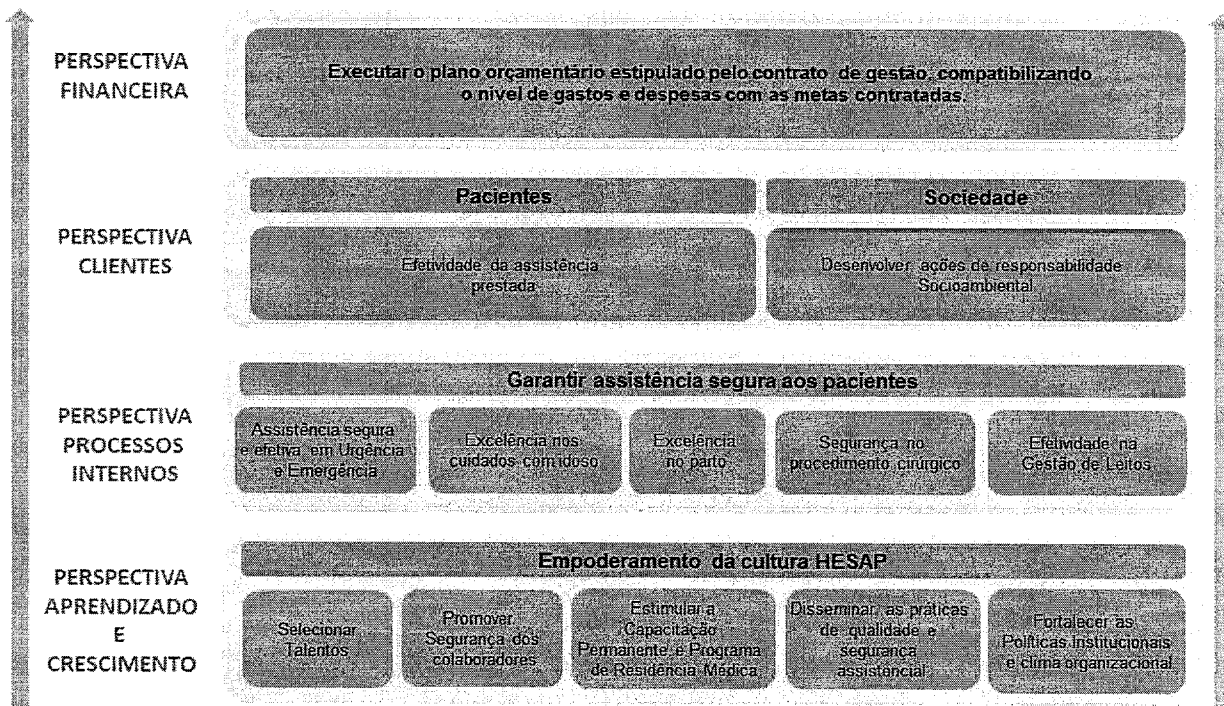 PERSPECTIVA
FINANCEIRA
Executar o plano orçamentário estipulado pelo contrato de gestão, compatibilizando
o nível de gastos e despesas com as metas contratadas.
PERSPECTIVA
CLIENTES
Pacientes
Efetividade da assistência
prestada
Sociedade
Desenvolver ações de responsabilidade
Socioambiental
PERSPECTIVA
PROCESSOS
INTERNOS
Garantir assistência segura aos pacientes
Assistência segura
e efetiva em Urgência
e Emergência
Excelência nos
cuidados com idoso
Excelência
no parto
Segurança no
procedimento cirúrgico
Efetividade na
Gestão de Leitos
PERSPECTIVA
APRENDIZADO
E
CRESCIMENTO
Empoderamento da cultura HESAP
Selecionar
Talentos
Promover
Segurança dos
colaboradores
Estimular a
Capacitação
Permanente e Programa
de Residência Médica
Disseminar as práticas
de qualidade e
segurança
assistencial
Fortalecer as
Políticas Institucionais
e clima organizacional